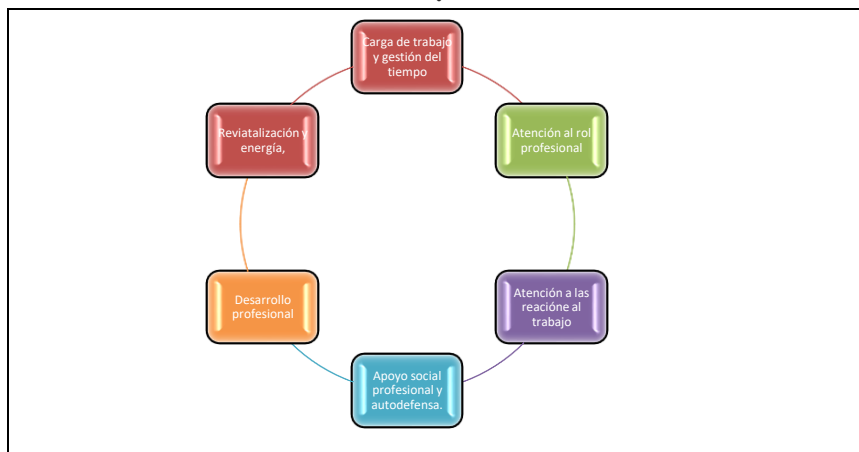 Carga de trabajo
y gestión del
tiempo
Atención al rol
profesional
Atención a las
reacióne al
trabajo
Apoyo social
profesional y
autodefensa.
Desarrollo
profesional
Reviatalización y
energía,